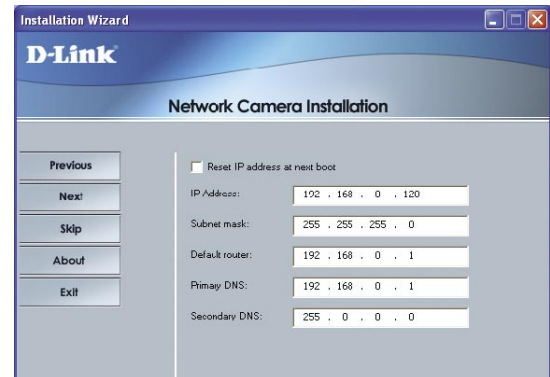 Installation Wizard
D-Link
Network Camera Installation
Previous
Next
Skip
About
Exit
Reset IP address at next boot
IP Address: 192 . 168 . 0 . 120
Subnet mask: 255 . 255 . 255 . 0
Default router: 192 . 168 . 0 . 1
Primary DNS: 192 . 168 . 0 . 1
Secondary DNS: 255 . 0 . 0 . 0